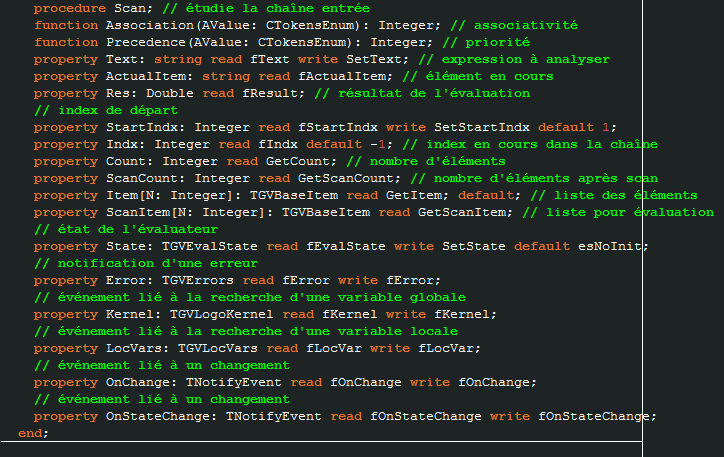 procedure Scan; // étudie la chaîne entrée
function Association(AValue: CTokensEnum): Integer; // associativité
function Precedence(AValue: CTokensEnum): Integer; // priorité
property Text: string read fText write SetText; // expression à analyser
property ActualItem: string read fActualItem; // élément en cours
property Res: Double read fResult; // résultat de l'évaluation
// index de départ
property StartIndx: Integer read fStartIndx write SetStartIndx default 1;
property Indx: Integer read fIndx default -1; // index en cours dans la chaîne
property Count: Integer read GetCount; // nombre d'éléments
property ScanCount: Integer read GetScanCount; // nombre d'éléments après scan
property Item[N: Integer]: TGVBaseItem read GetItem; default; // liste des éléments
property ScanItem[N: Integer]: TGVBaseItem read GetScanItem; // liste pour évaluation
// état de l'évaluateur
property State: TGVEvalState read fEvalState write SetState default esNoInit;
// notification d'une erreur
property Error: TGVErrors read fError write fError;
// événement lié à la recherche d'une variable globale
property Kernel: TGVLogoKernel read fKernel write fKernel;
// événement lié à la recherche d'une variable locale
property LocVars: TGVLocVars read fLocVar write fLocVar;
// événement lié à un changement
property OnChange: TNotifyEvent read fOnChange write fOnChange;
// événement lié à un changement
property OnStateChange: TNotifyEvent read fOnStateChange write fOnStateChange;
end;